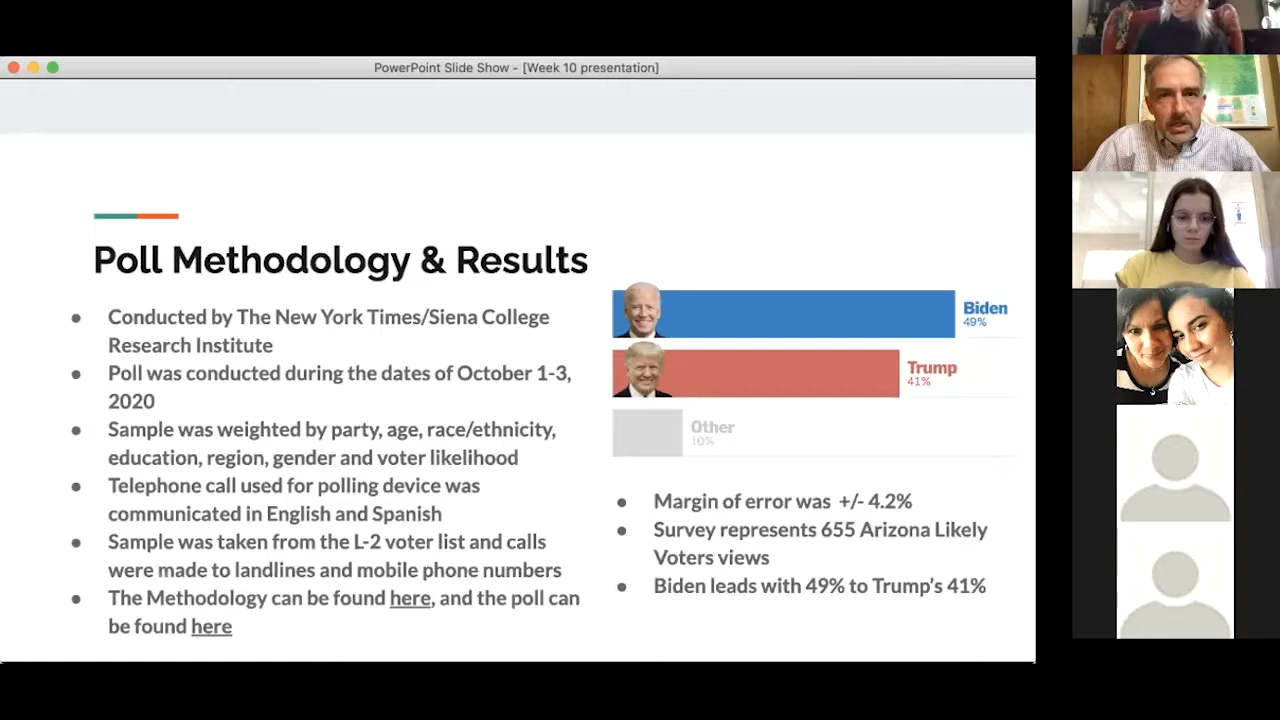 PowerPoint Slide Show - [Week 10 presentation]
Poll Methodology & Results
● Conducted by The New York Times/Siena College
Research Institute
● Poll was conducted during the dates of October 1-3,
2020
● Sample was weighted by party, age, race/ethnicity,
education, region, gender and voter likelihood
● Telephone call used for polling device was
communicated in English and Spanish
● Sample was taken from the L-2 voter list and calls
were made to landlines and mobile phone numbers
● The Methodology can be found here, and the poll can
be found here
Biden
49%
Trump
41%
Other
10%
● Margin of error was +/- 4.2%
● Survey represents 655 Arizona Likely
Voters views
● Biden leads with 49% to Trump's 41%